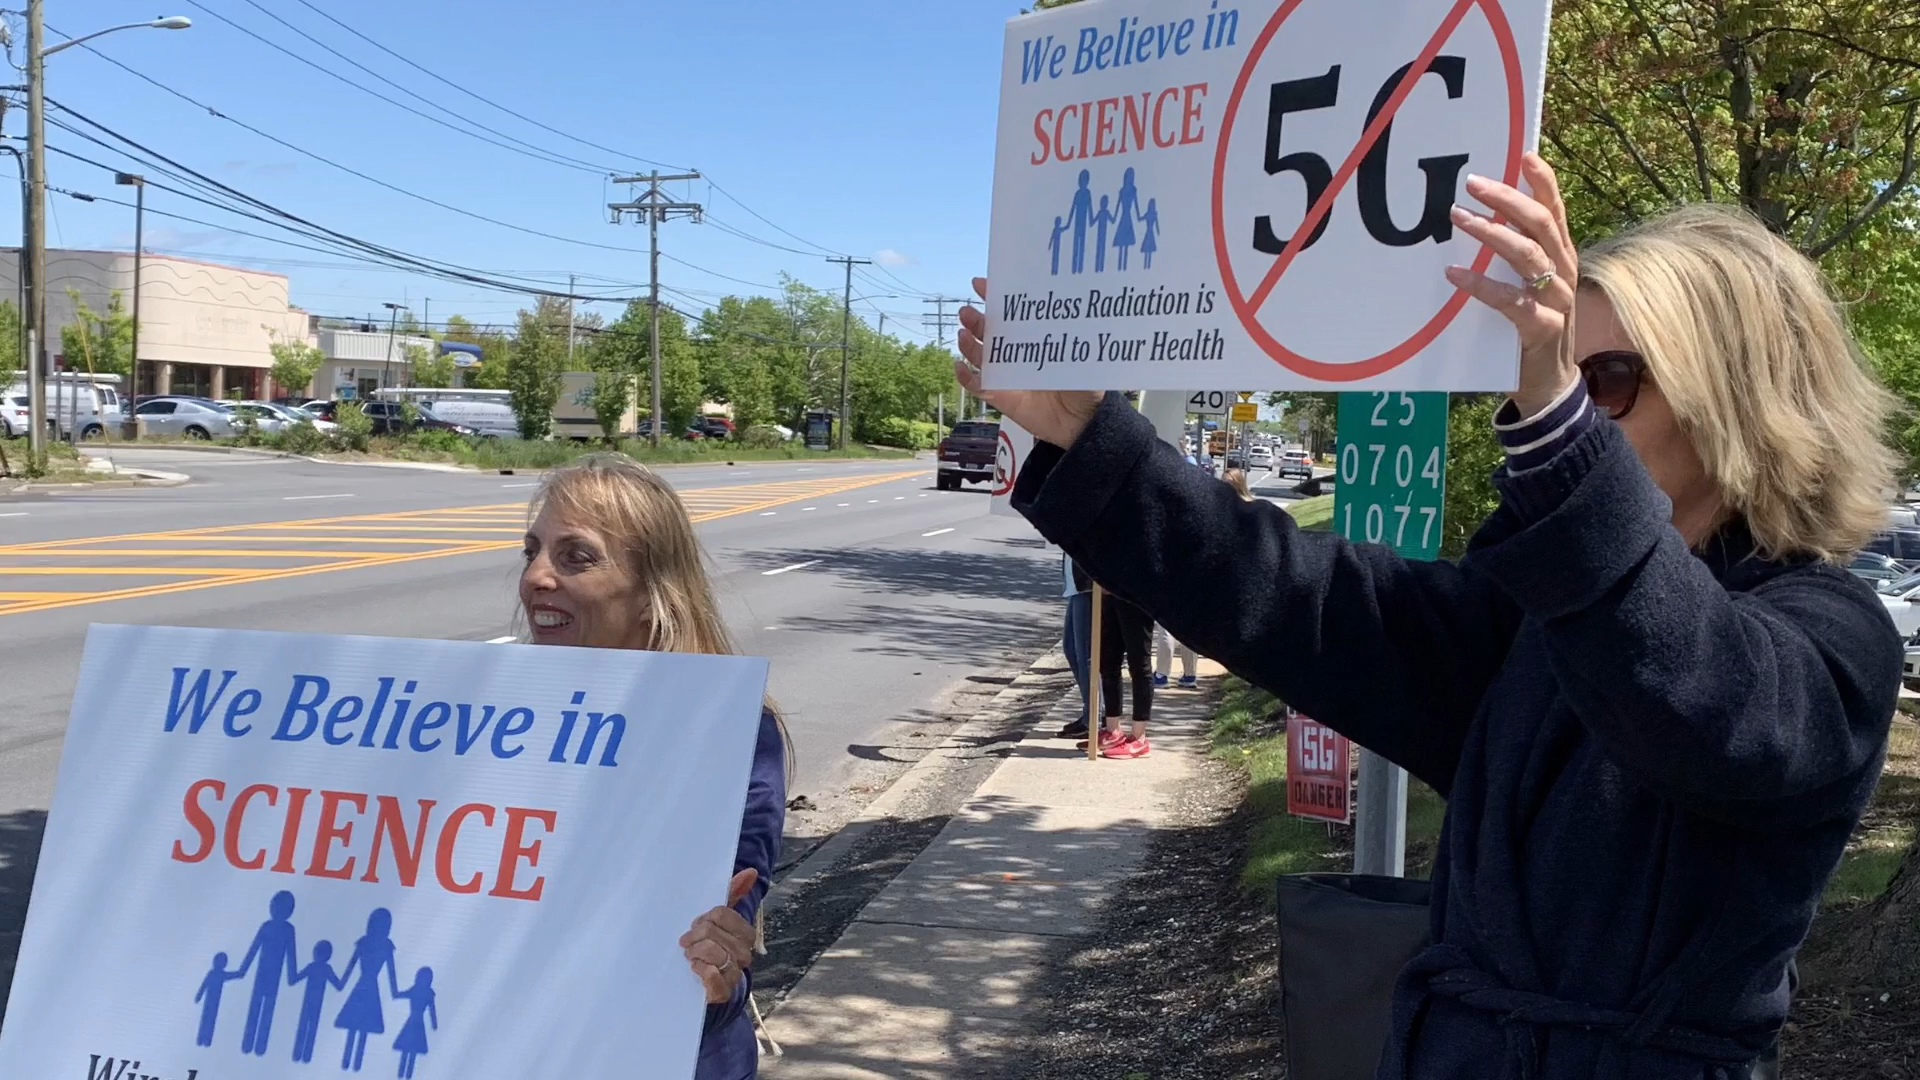 We Believe in
SCIENCE
5G
Wireless Radiation is
Harmful to Your Health
40
25
0704
1077
G
5G
DANGER
We Believe in
SCIENCE